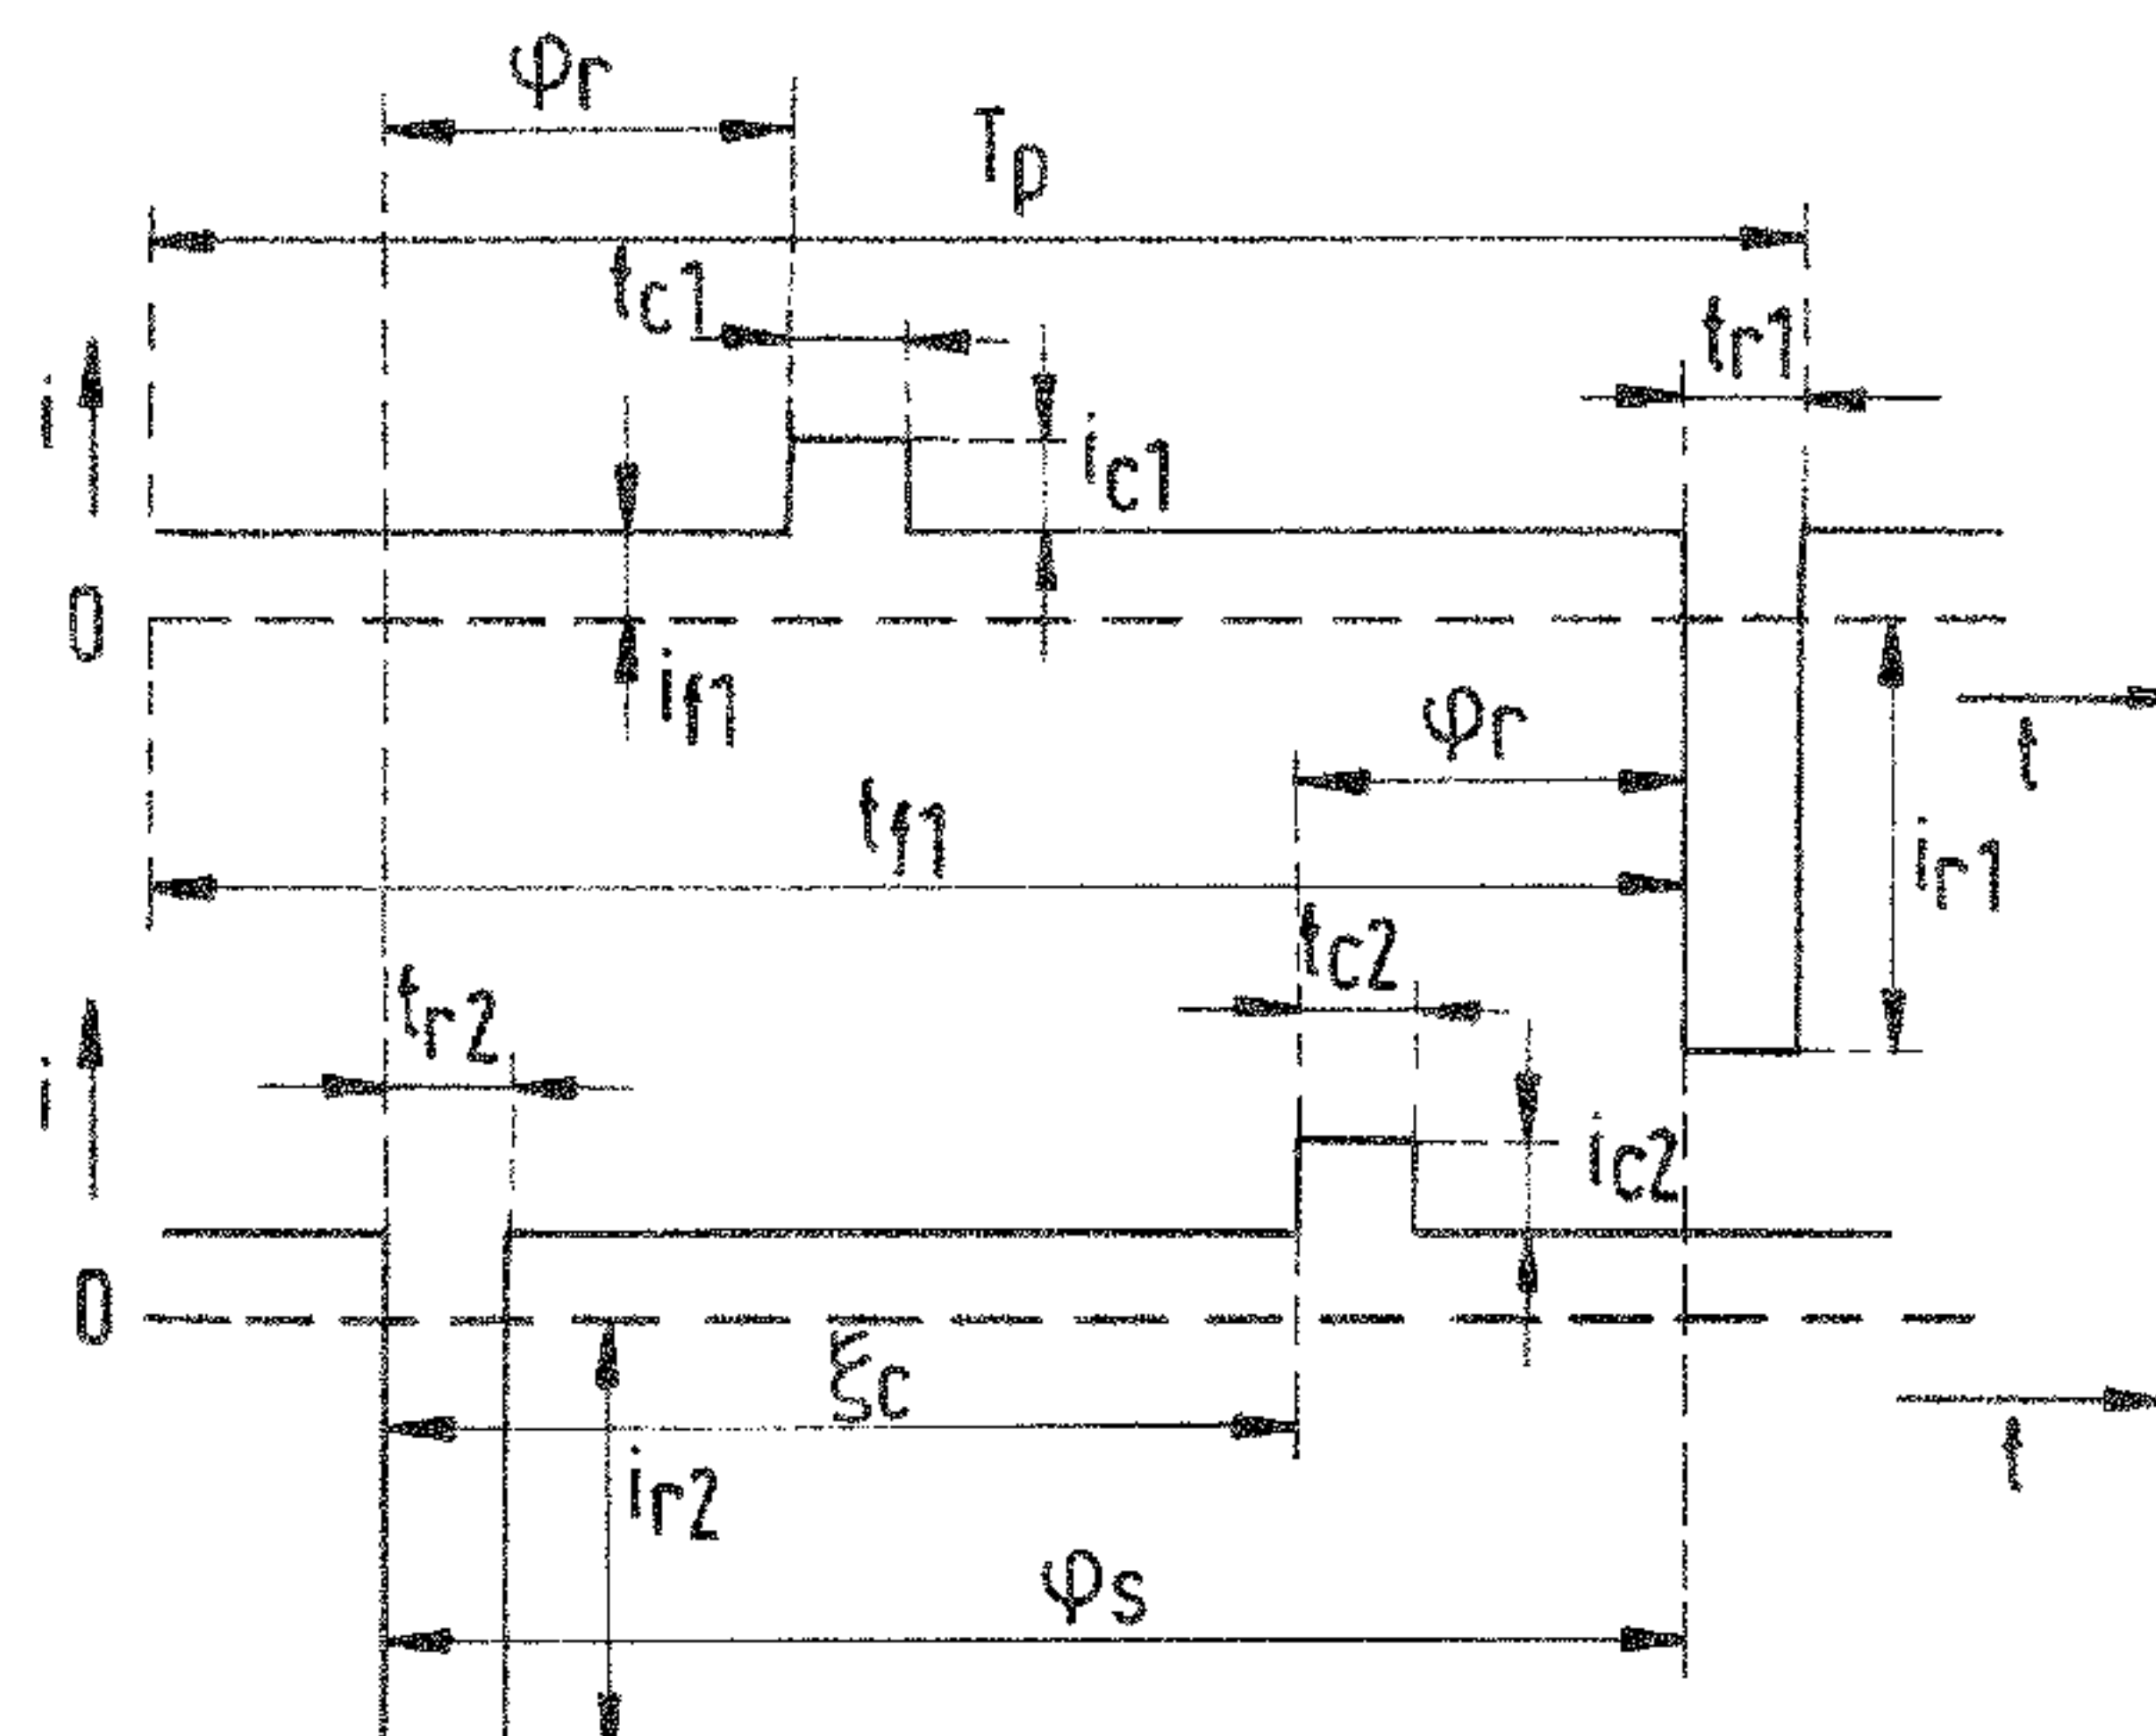 φr
Tp
tc1
tr1
i
ic1
0
if1
φr
t
tf1
ir1
tc2
tr2
i
ic2
0
ξc
t
ir2
φs